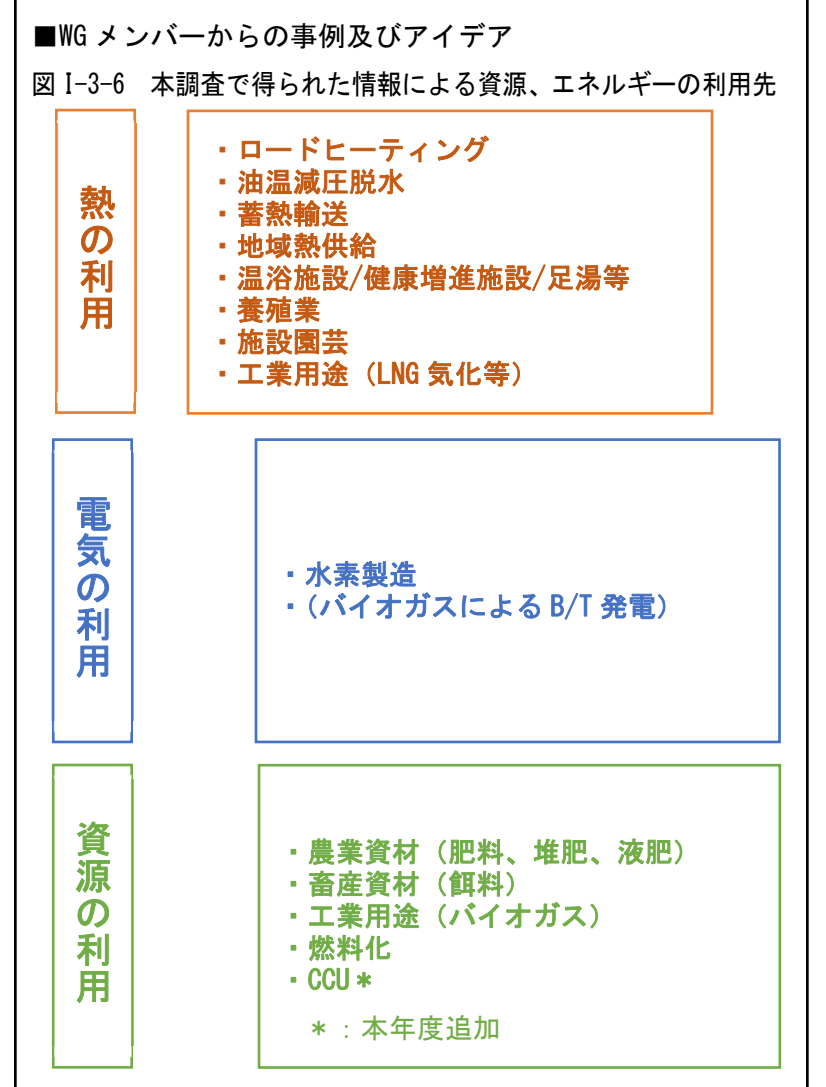 ■WG メンバーからの事例及びアイデア
図 I-3-6 本調査で得られた情報による資源、エネルギーの利用先
熱の利用
・ロードヒーティング
・油温減圧脱水
・蓄熱輸送
・地域熱供給
・温浴施設/健康増進施設/足湯等
・養殖業
・施設園芸
・工業用途（LNG 気化等）
電気の利用
・水素製造
・(バイオガスによる B/T 発電)
資源の利用
・農業資材（肥料、堆肥、液肥）
・畜産資材（餌料）
・工業用途（バイオガス）
・燃料化
・CCU＊
＊：本年度追加